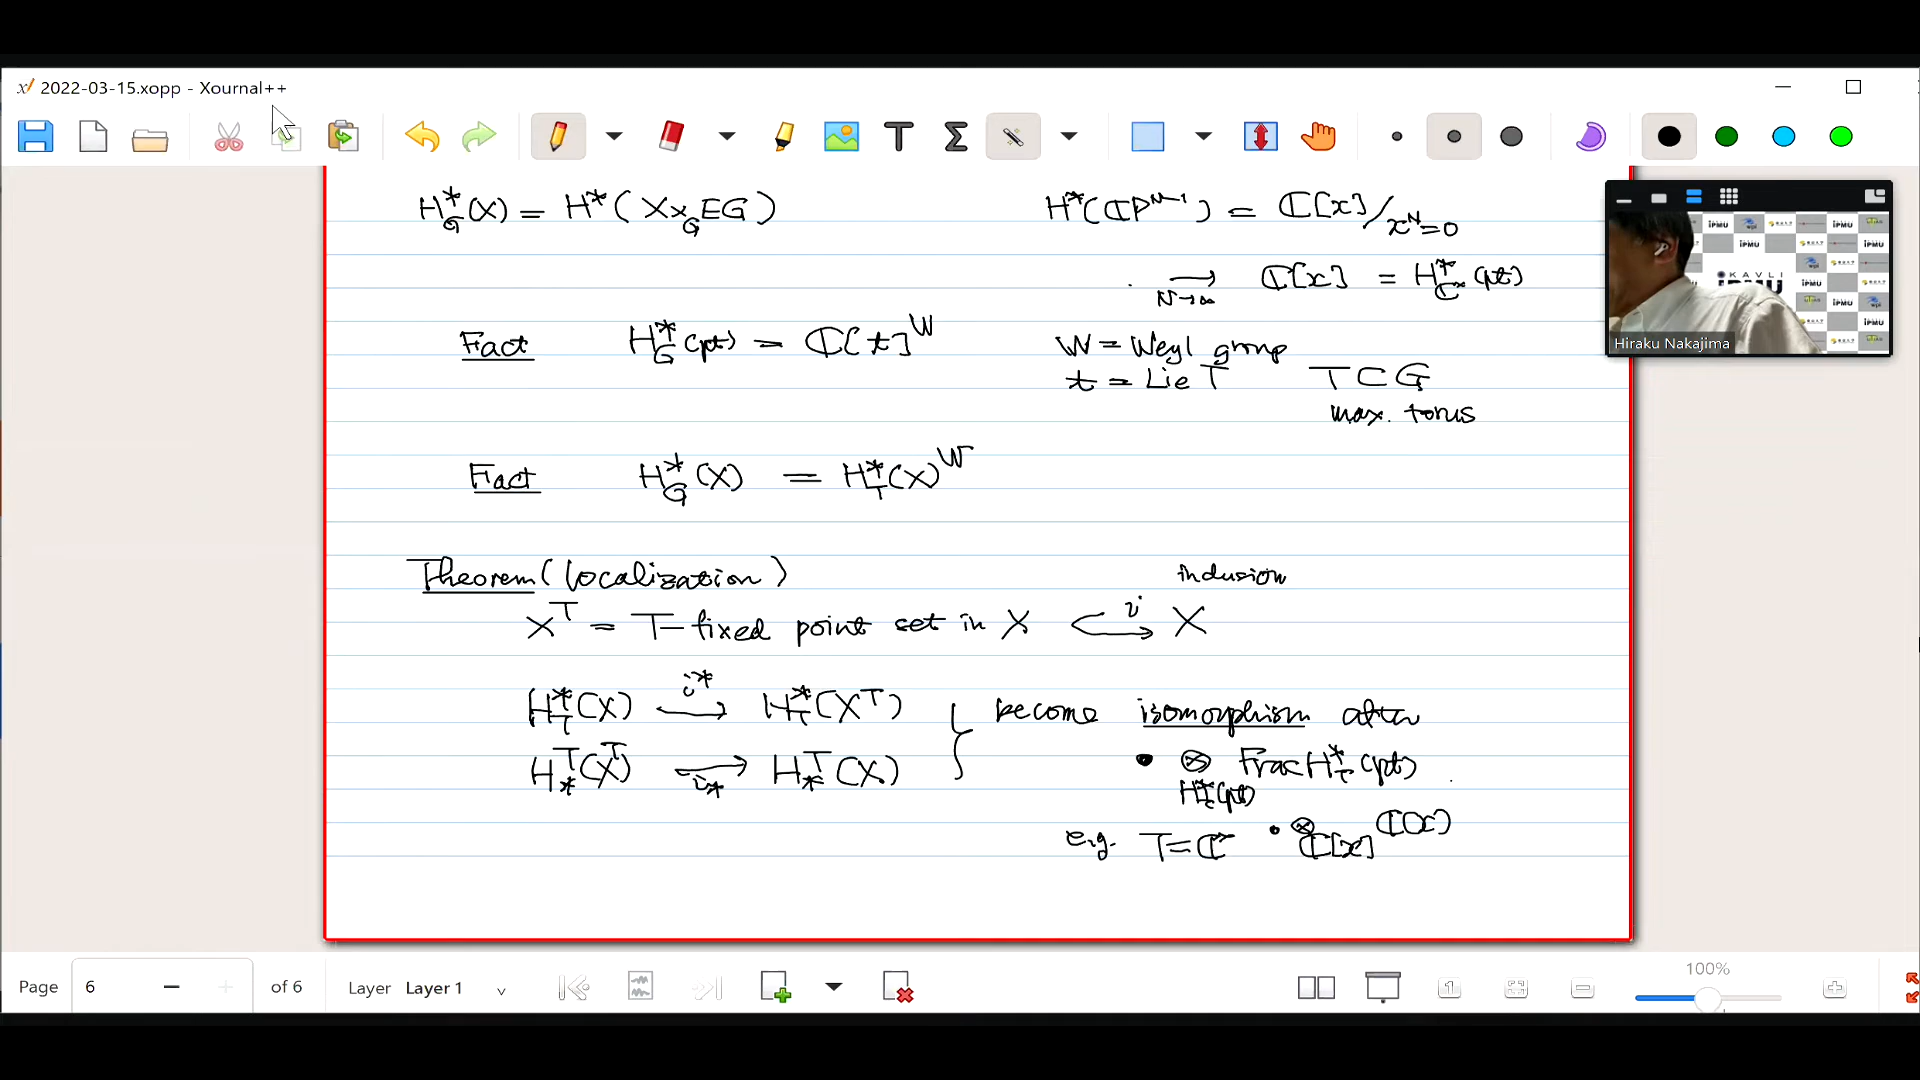 2022-03-15.xopp - Xournal++
H*_G(X) = H*(X×_G EG)
H*(ℂP^{N-1}) = ℂ[x]/x^N=0
→_{N→∞} ℂ[x] = H*_{ℂ^×}(pt)
Fact H*_G(pt) = ℂ[t]^W
W = Weyl group
t = Lie T T ⊂ G
max. torus
Fact H*_G(X) = H*_T(X)^W
Theorem (localization)
inclusion
X^T = T-fixed point set in X ↪^i X
H*_T(X) →^{i*} H*_T(X^T)
H^T_*(X^T) →_{i_*} H^T_*(X)
} become isomorphism after
• ⊗_{H*_T(pt)} Frac H*_T(pt)
e.g. T = ℂ^× • ⊗_{ℂ[x]} ℂ(x)
KAVLI
IPMU
Hiraku Nakajima
Page 6 of 6 Layer Layer 1 100%